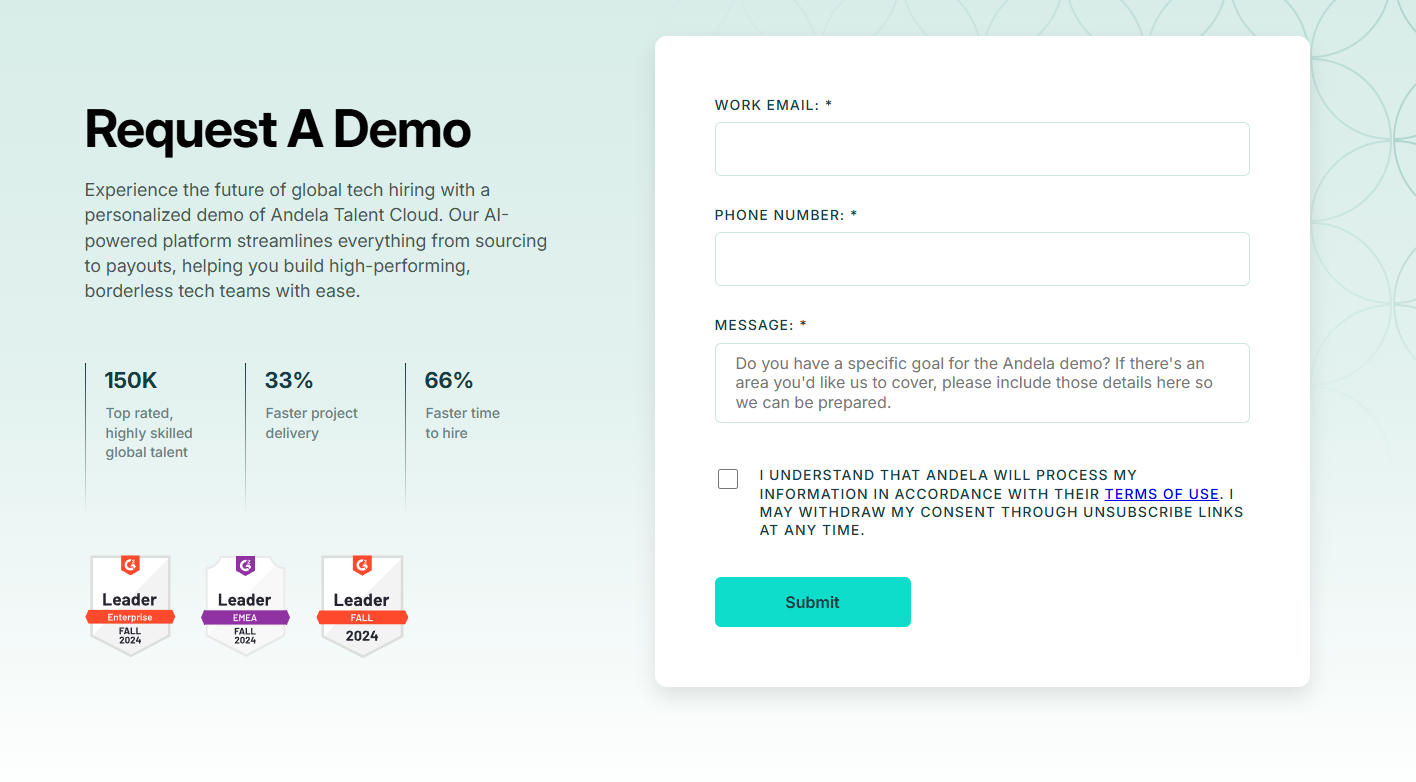 Request A Demo
Experience the future of global tech hiring with a
personalized demo of Andela Talent Cloud. Our AI-
powered platform streamlines everything from sourcing
to payouts, helping you build high-performing,
borderless tech teams with ease.
150K
Top rated,
highly skilled
global talent
33%
Faster project
delivery
66%
Faster time
to hire
Leader
Enterprise
FALL
2024
Leader
EMEA
FALL
2024
Leader
FALL
2024
WORK EMAIL: *
PHONE NUMBER: *
MESSAGE: *
Do you have a specific goal for the Andela demo? If there's an
area you'd like us to cover, please include those details here so
we can be prepared.
I UNDERSTAND THAT ANDELA WILL PROCESS MY
INFORMATION IN ACCORDANCE WITH THEIR TERMS OF USE. I
MAY WITHDRAW MY CONSENT THROUGH UNSUBSCRIBE LINKS
AT ANY TIME.
Submit